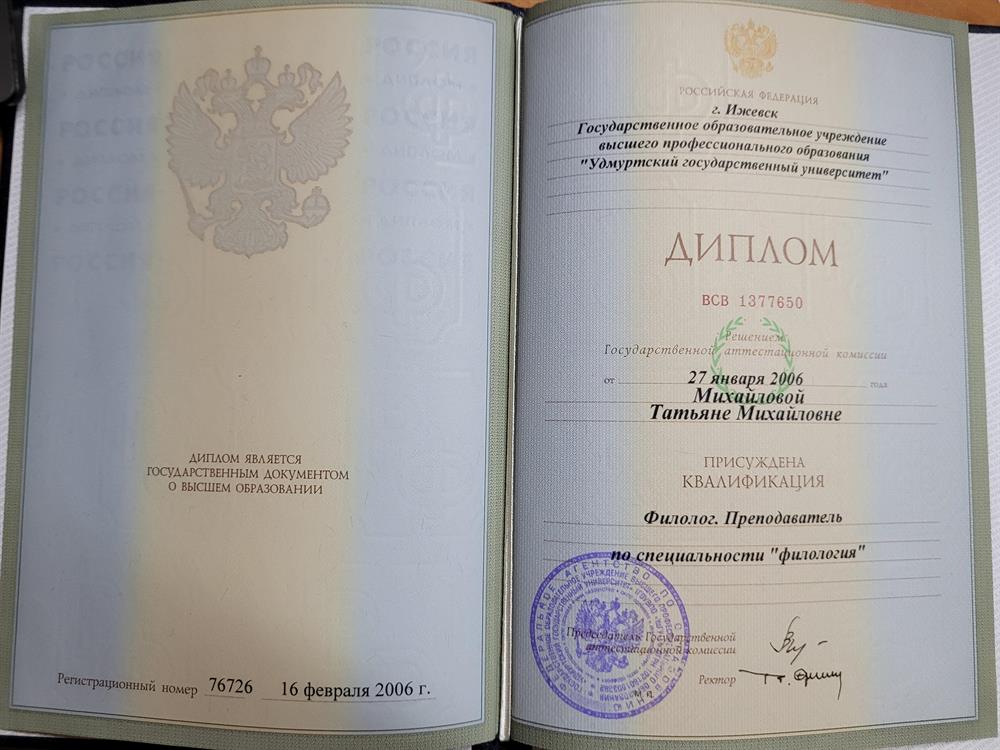 ДИПЛОМ ЯВЛЯЕТСЯ
ГОСУДАРСТВЕННЫМ ДОКУМЕНТОМ
О ВЫСШЕМ ОБРАЗОВАНИИ
Регистрационный номер 76726 16 февраля 2006 г.
РОССИЙСКАЯ ФЕДЕРАЦИЯ
г. Ижевск
Государственное образовательное учреждение
высшего профессионального образования
"Удмуртский государственный университет"
ДИПЛОМ
ВСВ 1377650
Решением
Государственной аттестационной комиссии
от 27 января 2006 года
Михайловой
Татьяне Михайловне
ПРИСУЖДЕНА
КВАЛИФИКАЦИЯ
Филолог. Преподаватель
по специальности "филология"
Председатель Государственной
аттестационной комиссии
Ректор